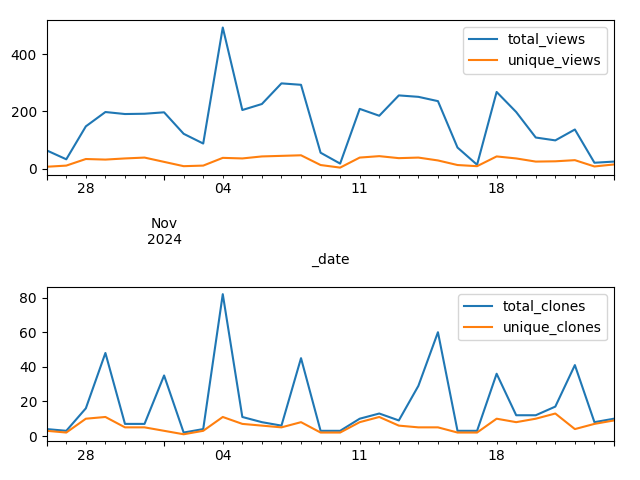 400
200
0
total_views
unique_views
28
04
11
18
Nov
2024
_date
80
60
40
20
0
total_clones
unique_clones
28
04
11
18